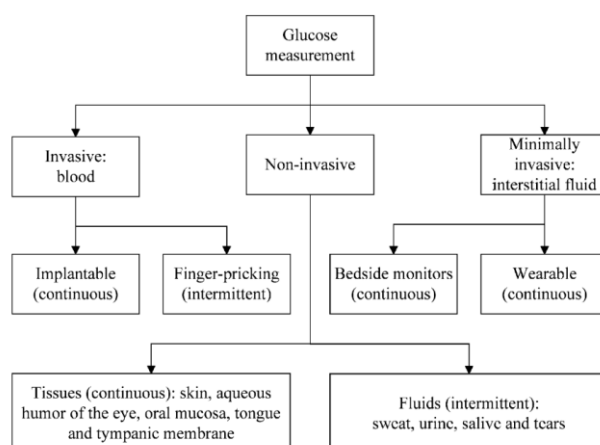 Glucose
measurement
Invasive:
blood
Non-invasive
Minimally
invasive:
interstitial fluid
Implantable
(continuous)
Finger-pricking
(intermittent)
Bedside monitors
(continuous)
Wearable
(continuous)
Tissues (continuous): skin, aqueous
humor of the eye, oral mucosa, tongue
and tympanic membrane
Fluids (intermittent):
sweat, urine, salive and tears